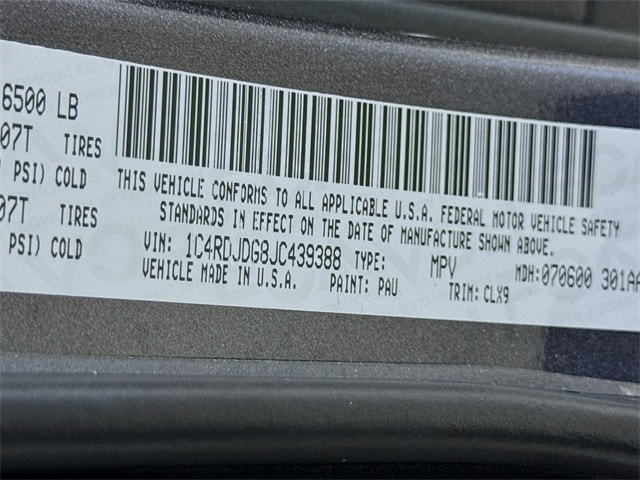 6500 LB
07T TIRES
PSI) COLD
07T TIRES
PSI) COLD
THIS VEHICLE CONFORMS TO ALL APPLICABLE U.S.A. FEDERAL MOTOR VEHICLE SAFETY
STANDARDS IN EFFECT ON THE DATE OF MANUFACTURE SHOWN ABOVE.
VIN: 1C4RDJDG8JC439388 TYPE: MPV MDH:070600 301AA
VEHICLE MADE IN U.S.A. PAINT: PAU TRIM: CLX9